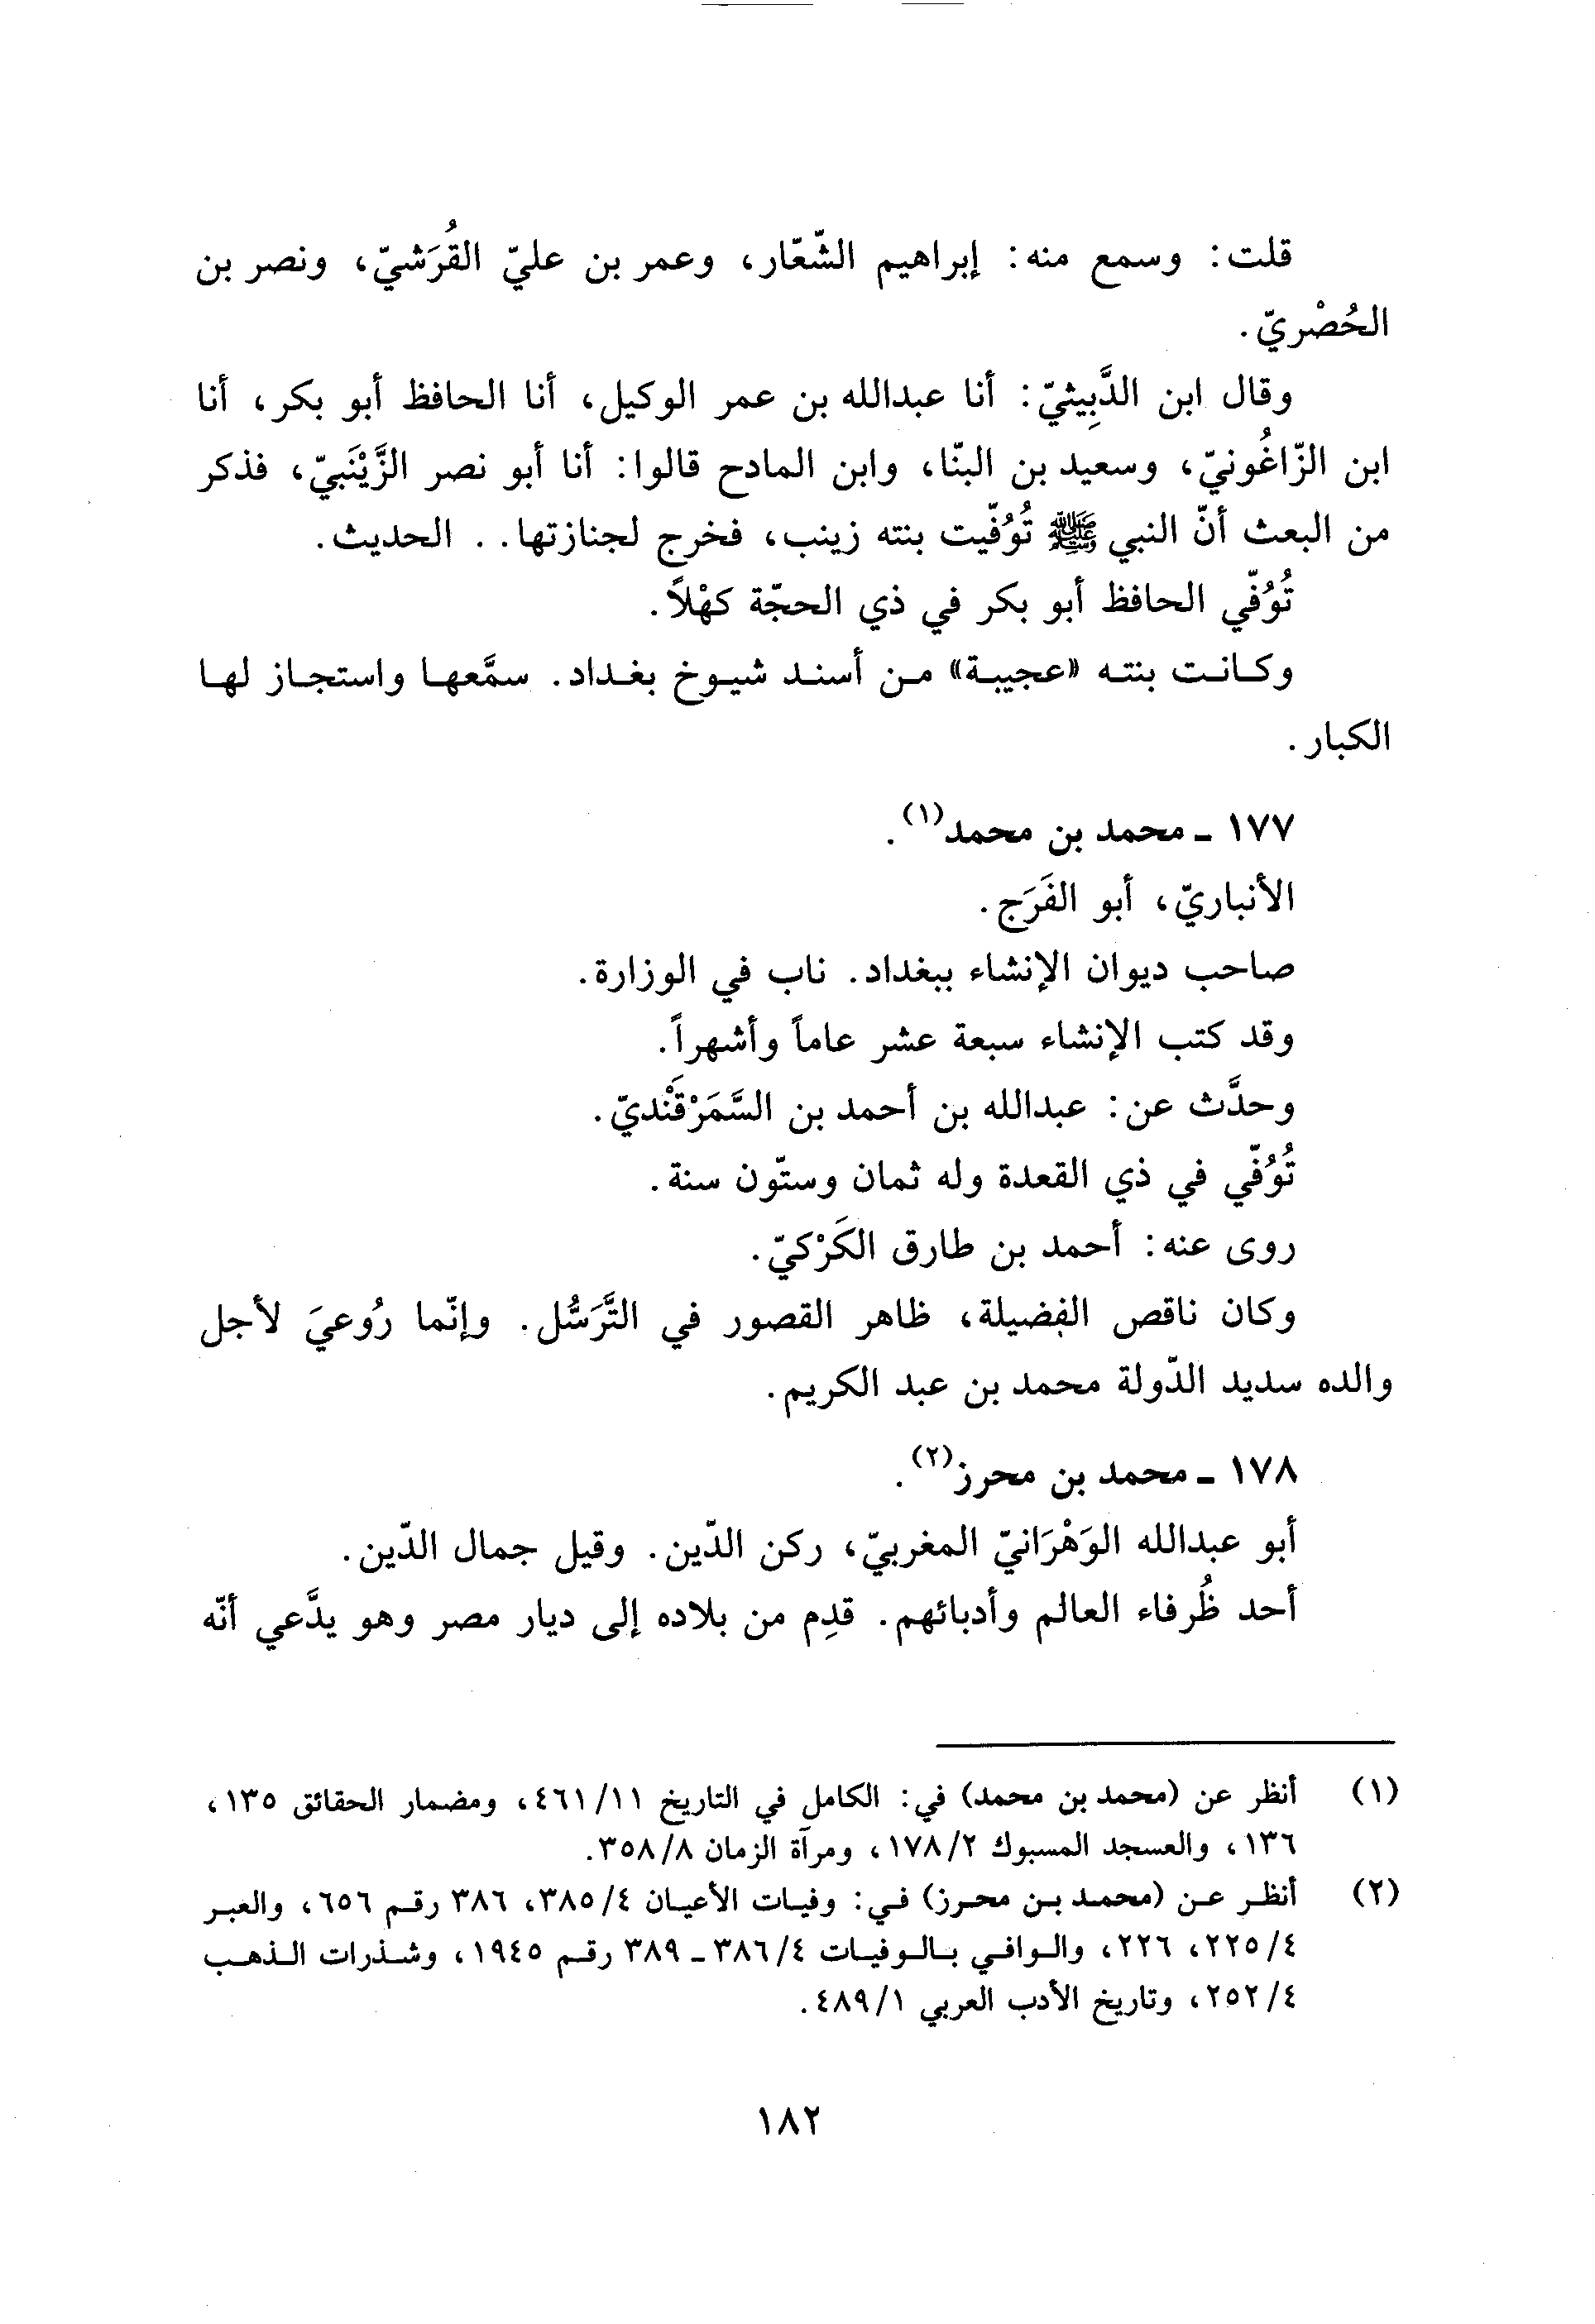 قلت: وسمع منه: إبراهيم الشّعّار، وعمر بن عليّ القُرَشيّ، ونصر بن
الحُصْريّ.
وقال ابن الدَّبِيثيّ: أنا عبدالله بن عمر الوكيل، أنا الحافظ أبو بكر، أنا
ابن الزّاغُونيّ، وسعيد بن البنّا، وابن المادح قالوا: أنا أبو نصر الزَّيْنَبيّ، فذكر
من البعث أنّ النبي ﷺ تُوُفّيت بنته زينب، فخرج لجنازتها.. الحديث.
تُوُفّي الحافظ أبو بكر في ذي الحجّة كهْلاً.
وكانت بنته «عجيبة» من أسند شيوخ بغداد. سمَّعها واستجاز لها
الكبار.
١٧٧ ـ محمد بن محمد(١).
الأنباريّ، أبو الفَرَج.
صاحب ديوان الإنشاء ببغداد. ناب في الوزارة.
وقد كتب الإنشاء سبعة عشر عاماً وأشهراً.
وحدَّث عن: عبدالله بن أحمد بن السَّمَرْقَنْديّ.
تُوُفّي في ذي القعدة وله ثمان وستّون سنة.
روى عنه: أحمد بن طارق الكَرْكيّ.
وكان ناقص الفضيلة، ظاهر القصور في التَّرَسُّل. وإنّما رُوعيَ لأجل
والده سديد الدّولة محمد بن عبد الكريم.
١٧٨ ـ محمد بن محرز(٢).
أبو عبدالله الوَهْرَانيّ المغربيّ، ركن الدّين. وقيل جمال الدّين.
أحد ظُرفاء العالم وأدبائهم. قدِم من بلاده إلى ديار مصر وهو يدَّعي أنّه
(١) أنظر عن (محمد بن محمد) في: الكامل في التاريخ ٤٦١/١١، ومضمار الحقائق ١٣٥،
١٣٦، والعسجد المسبوك ١٧٨/٢، ومرآة الزمان ٣٥٨/٨.
(٢) أنظر عن (محمد بن محرز) في: وفيات الأعيان ٣٨٥/٤، ٣٨٦ رقم ٦٥٦، والعبر
٢٢٥/٤، ٢٢٦، والوافي بالوفيات ٣٨٦/٤ ـ ٣٨٩ رقم ١٩٤٥، وشذرات الذهب
٢٥٢/٤، وتاريخ الأدب العربي ٤٨٩/١.
١٨٢